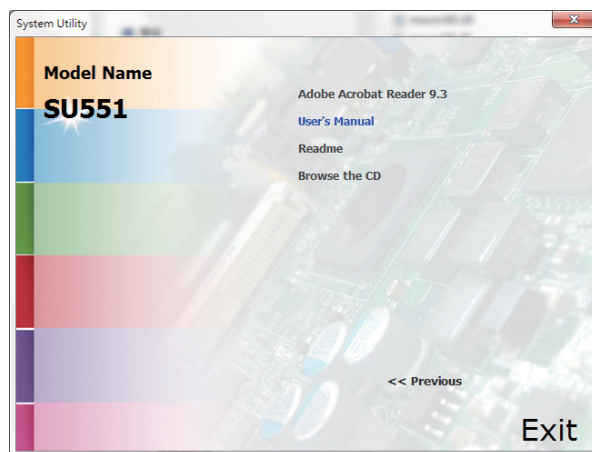 System Utility
Model Name
SU551
Adobe Acrobat Reader 9.3
User's Manual
Readme
Browse the CD
<< Previous
Exit